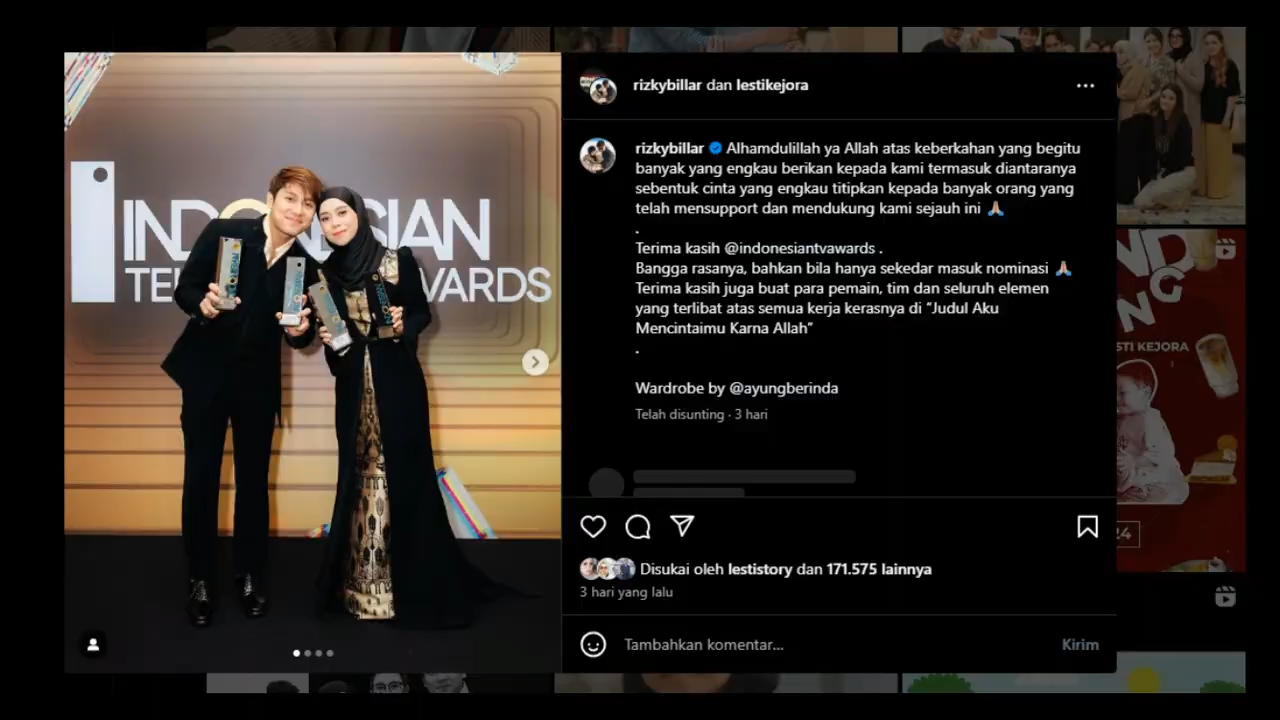 INDONESIAN
TELE AWARDS
rizkybillar dan lestikejora
rizkybillar Alhamdulillah ya Allah atas keberkahan yang begitu
banyak yang engkau berikan kepada kami termasuk diantaranya
sebentuk cinta yang engkau titipkan kepada banyak orang yang
telah mensupport dan mendukung kami sejauh ini 🙏🏼
.
Terima kasih @indonesiantvawards .
Bangga rasanya, bahkan bila hanya sekedar masuk nominasi 🙏🏼
Terima kasih juga buat para pemain, tim dan seluruh elemen
yang terlibat atas semua kerja kerasnya di “Judul Aku
Mencintaimu Karna Allah”
.
Wardrobe by @ayungberinda
Telah disunting · 3 hari
Disukai oleh lestistory dan 171.575 lainnya
3 hari yang lalu
Tambahkan komentar...
Kirim
STI KEJORA